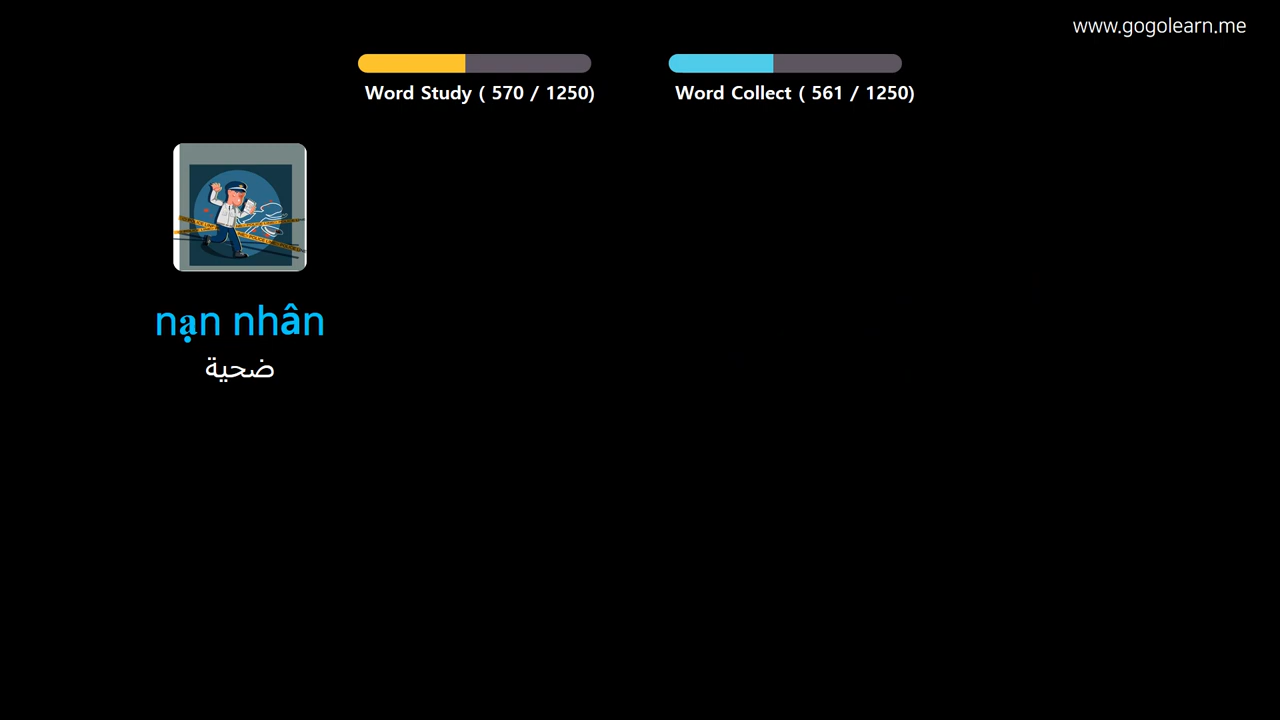 www.gogolearn.me
Word Study ( 570 / 1250)
Word Collect ( 561 / 1250)
nạn nhân
ضحية